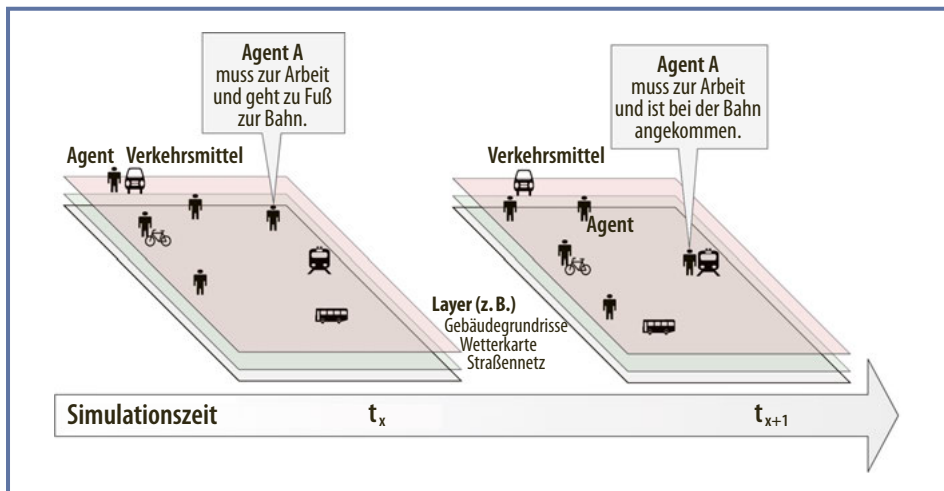 Agent A
muss zur Arbeit
und geht zu Fuß
zur Bahn.
Agent Verkehrsmittel
Agent A
muss zur Arbeit
und ist bei der Bahn
angekommen.
Verkehrsmittel
Agent
Layer (z. B.)
Gebäudegrundrisse
Wetterkarte
Straßennetz
Simulationszeit
tx
tx+1